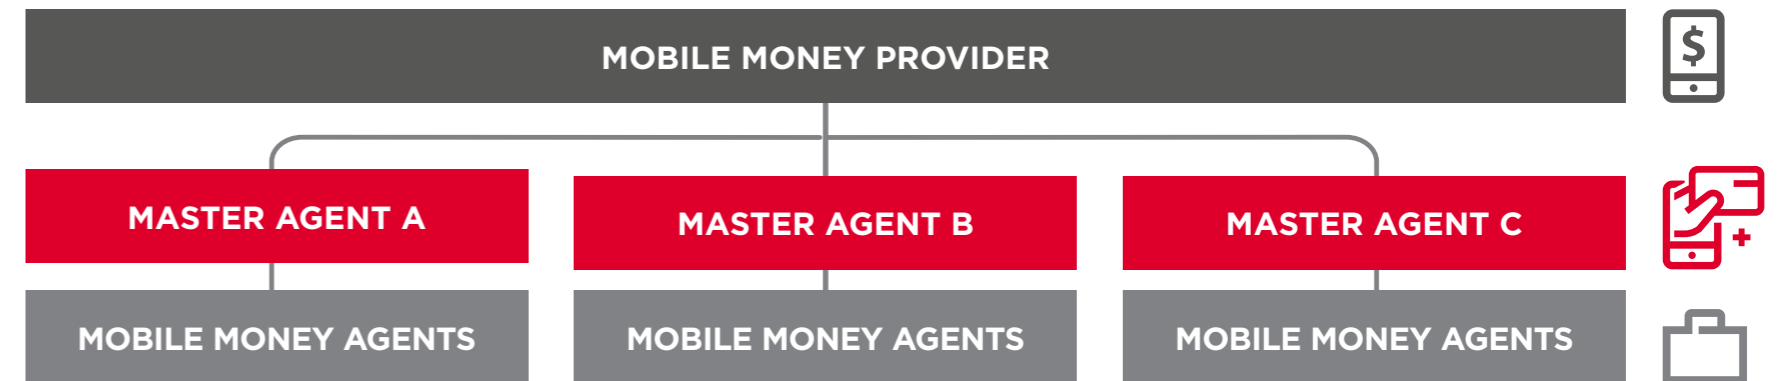 MOBILE MONEY PROVIDER
$
MASTER AGENT A
MASTER AGENT B
MASTER AGENT C
MOBILE MONEY AGENTS
MOBILE MONEY AGENTS
MOBILE MONEY AGENTS